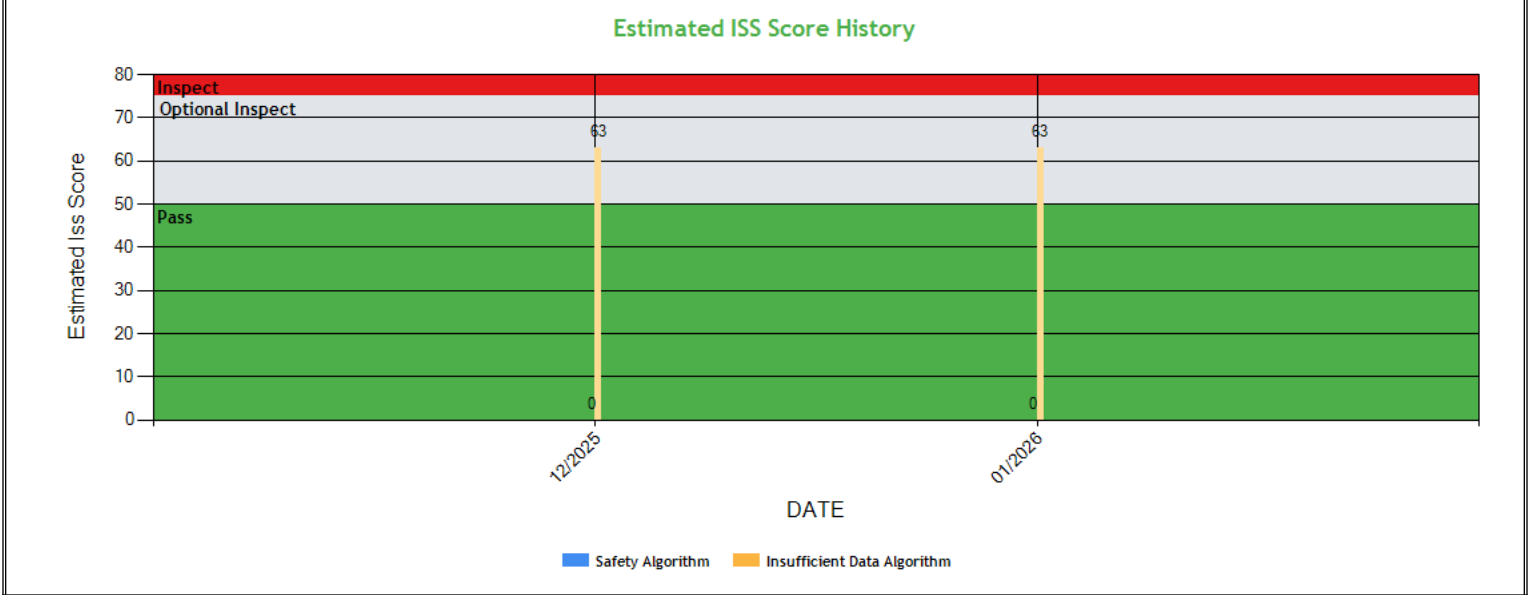 Estimated ISS Score History
80
Inspect
Optional Inspect
70
63 63
60
Estimated Iss Score
50
Pass
40
30
20
10
0 0
0
12/2025 01/2026
DATE
Safety Algorithm Insufficient Data Algorithm